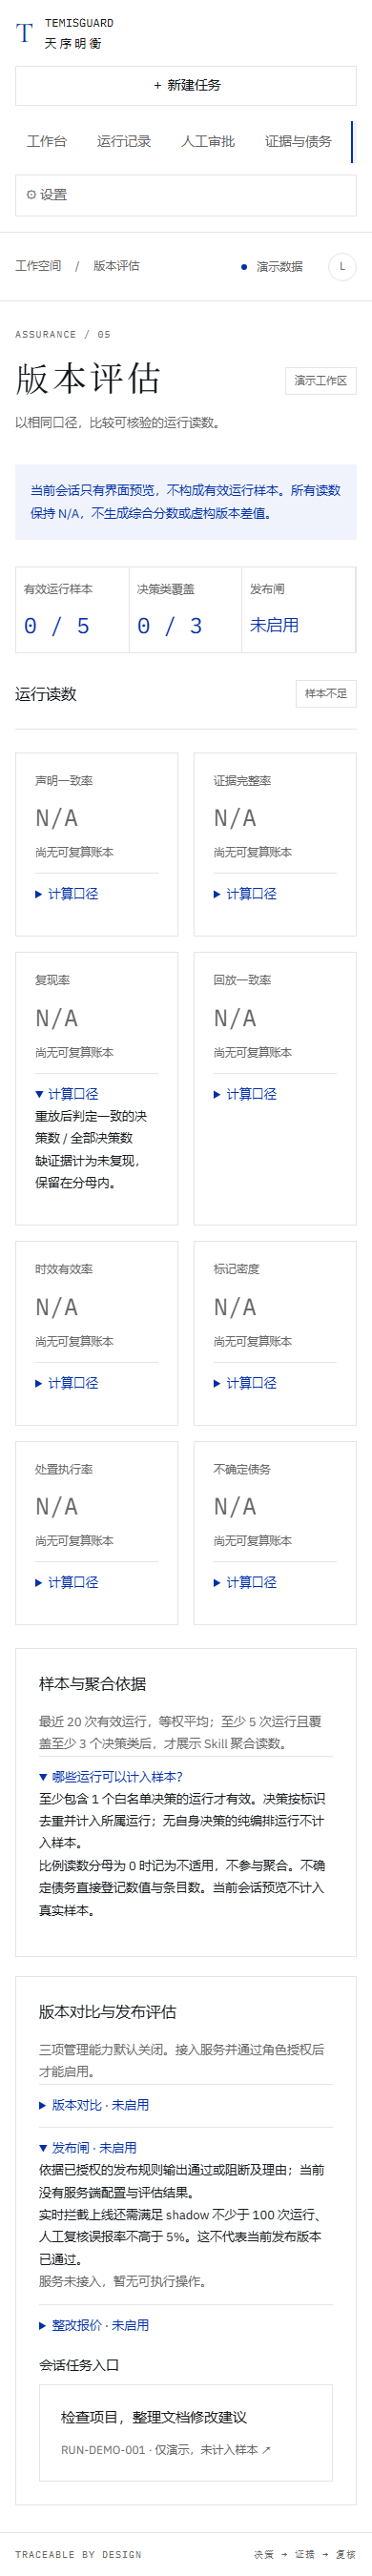 T
TEMISGUARD
天序明衡
+ 新建任务
工作台 运行记录 人工审批 证据与债务
⚙ 设置
工作空间 / 版本评估 演示数据 L
ASSURANCE / 05
版本评估 演示工作区
以相同口径，比较可核验的运行读数。
当前会话只有界面预览，不构成有效运行样本。所有读数
保持 N/A，不生成综合分数或虚构版本差值。
有效运行样本 决策类覆盖 发布闸
0 / 5 0 / 3 未启用
运行读数 样本不足
声明一致率 证据完整率
N/A N/A
尚无可复算账本 尚无可复算账本
▶ 计算口径 ▶ 计算口径
复现率 回放一致率
N/A N/A
尚无可复算账本 尚无可复算账本
▼ 计算口径 ▶ 计算口径
重放后判定一致的决
策数 / 全部决策数
缺证据计为未复现，
保留在分母内。
时效有效率 标记密度
N/A N/A
尚无可复算账本 尚无可复算账本
▶ 计算口径 ▶ 计算口径
处置执行率 不确定债务
N/A N/A
尚无可复算账本 尚无可复算账本
▶ 计算口径 ▶ 计算口径
样本与聚合依据
最近 20 次有效运行，等权平均；至少 5 次运行且覆
盖至少 3 个决策类后，才展示 Skill 聚合读数。
▼ 哪些运行可以计入样本？
至少包含 1 个白名单决策的运行才有效。决策按标识
去重并计入所属运行；无自身决策的纯编排运行不计
入样本。
比例读数分母为 0 时记为不适用，不参与聚合。不确
定债务直接登记数值与条目数。当前会话预览不计入
真实样本。
版本对比与发布评估
三项管理能力默认关闭。接入服务并通过角色授权后
才能启用。
▶ 版本对比 · 未启用
▼ 发布闸 · 未启用
依据已授权的发布规则输出通过或阻断及理由；当前
没有服务端配置与评估结果。
实时拦截上线还需满足 shadow 不少于 100 次运行、
人工复核误报率不高于 5%。这不代表当前发布版本
已通过。
服务未接入，暂无可执行操作。
▶ 整改报价 · 未启用
会话任务入口
检查项目，整理文档修改建议
RUN-DEMO-001 · 仅演示，未计入样本 ↗
TRACEABLE BY DESIGN 决策 → 证据 → 复核